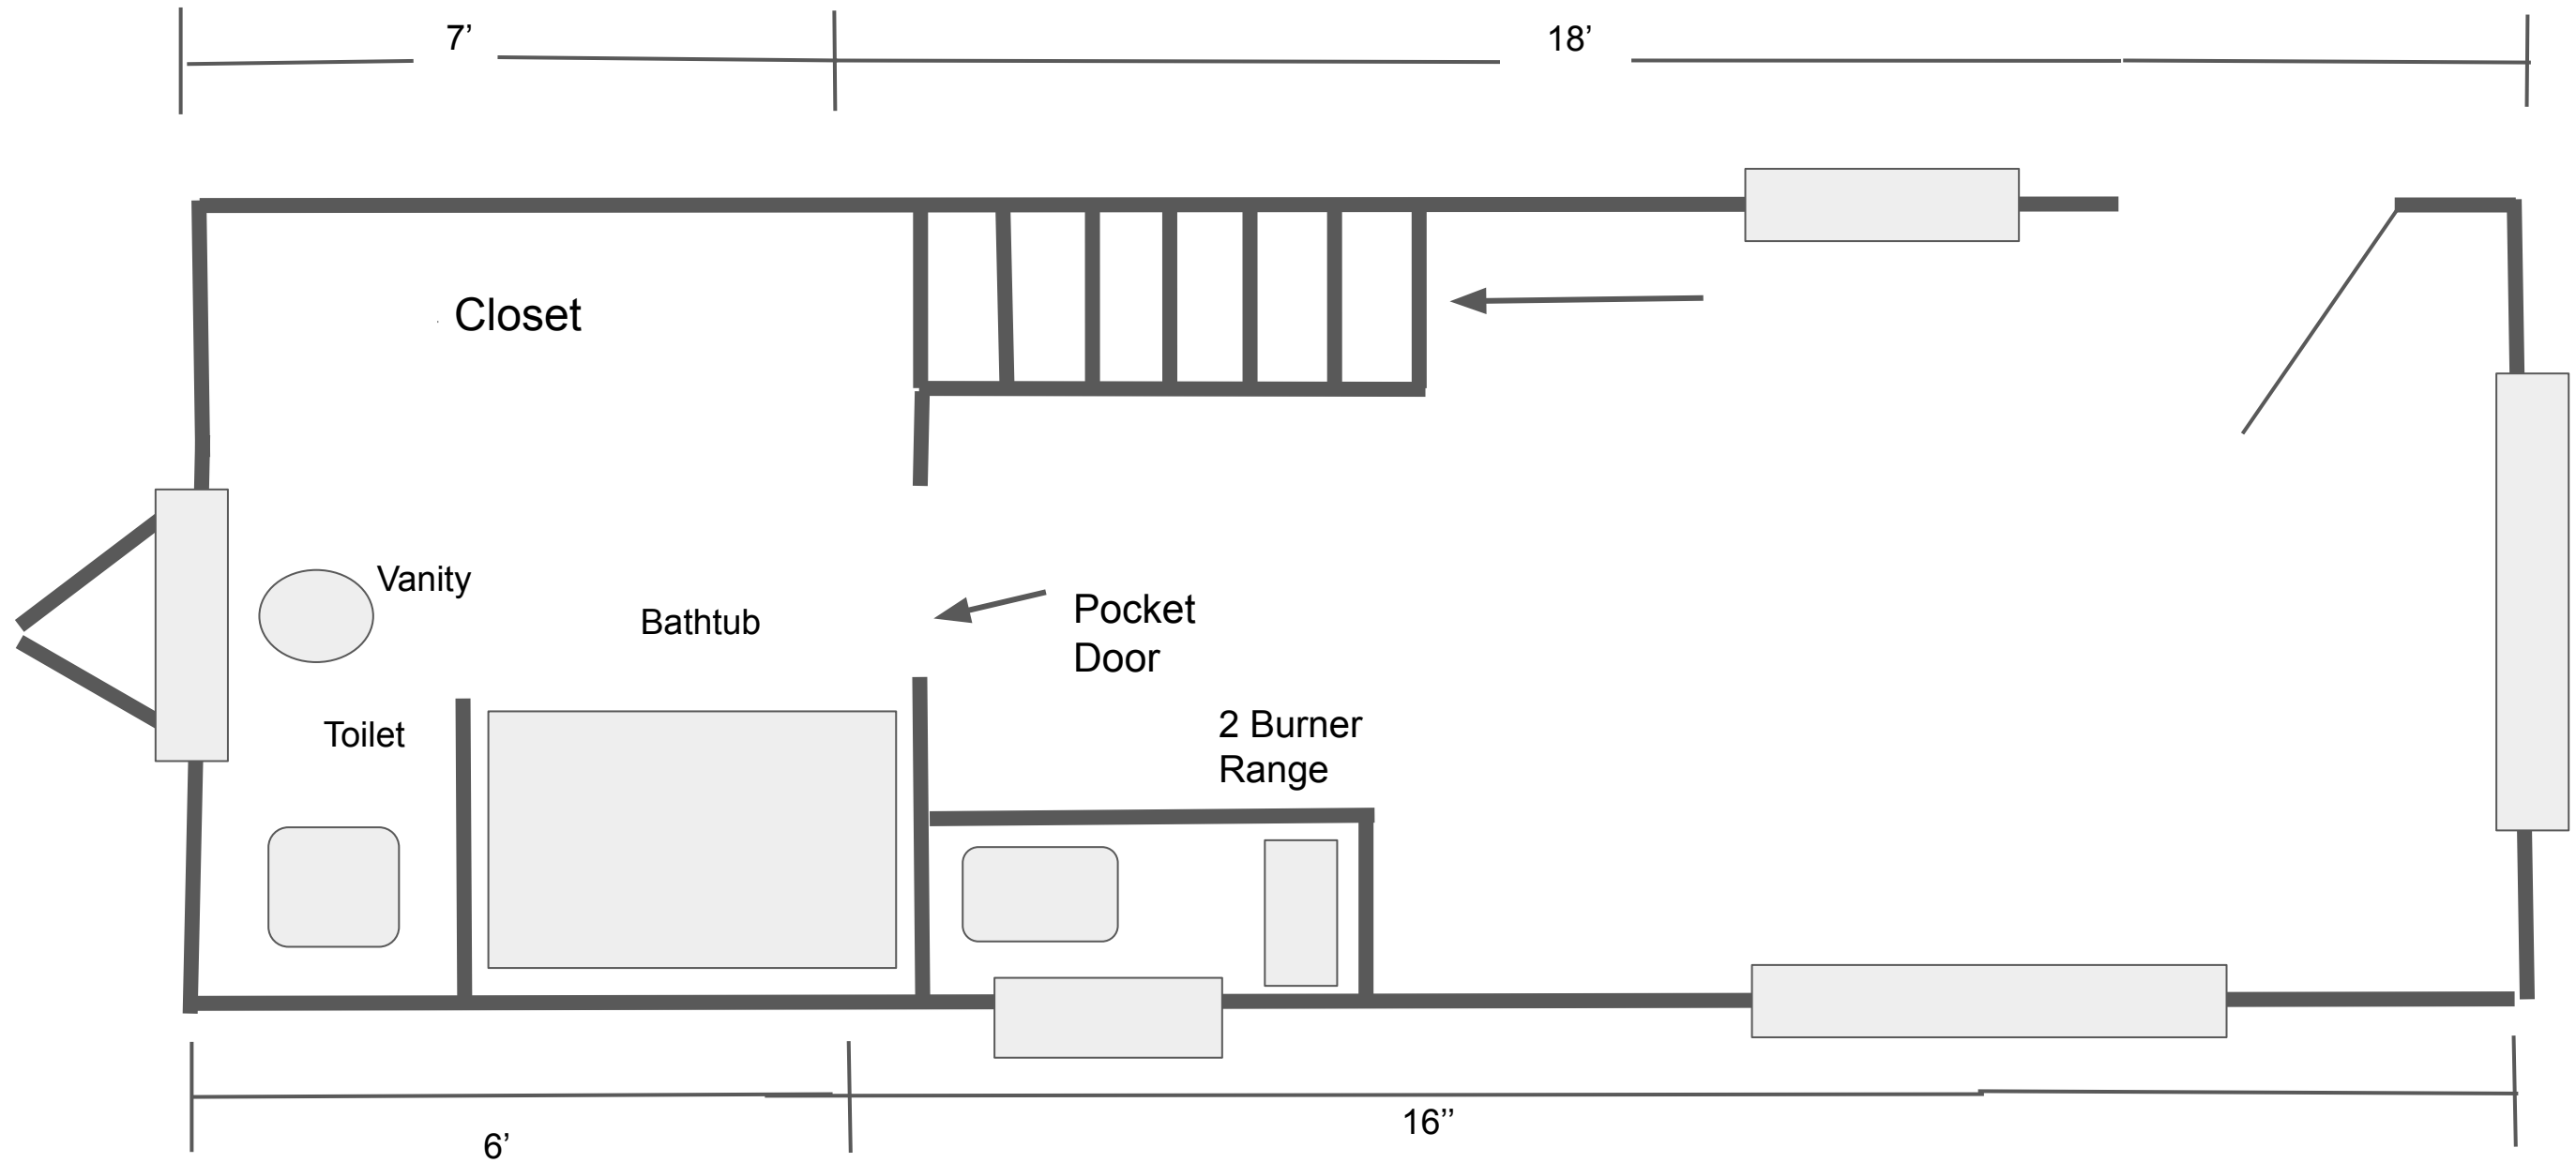 7’
18’
Closet
Vanity
Bathtub
Pocket
Door
Toilet
2 Burner
Range
16’’
6’